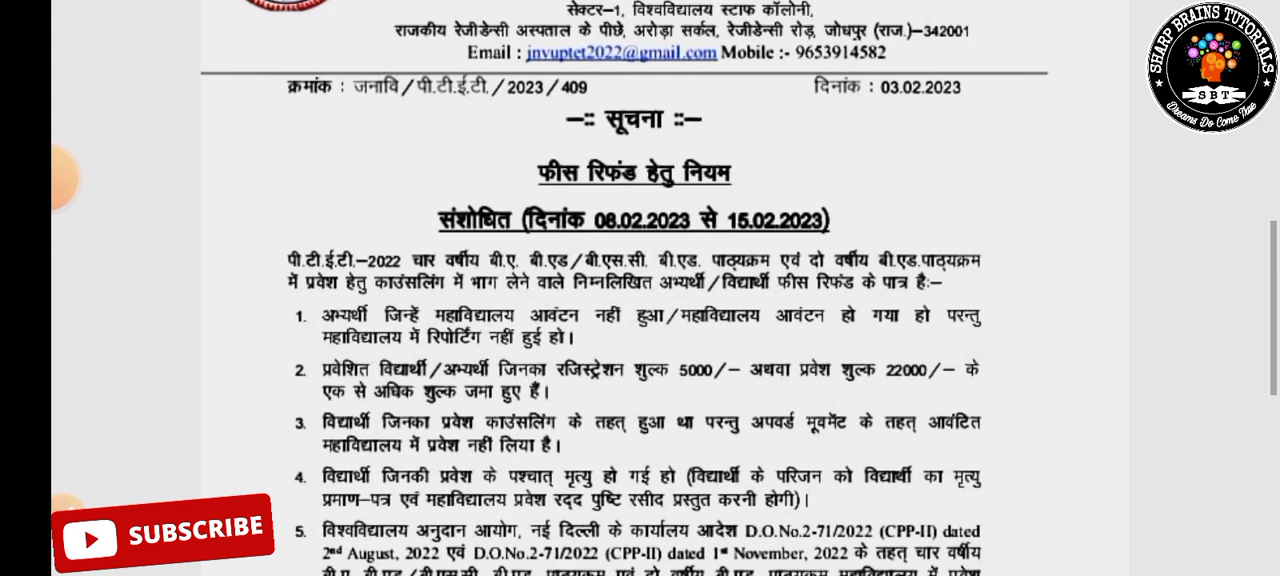 सेक्टर–1, विश्वविद्यालय स्टाफ कॉलोनी,
राजकीय रेजीडेन्सी अस्पताल के पीछे, अरोड़ा सर्कल, रेजीडेन्सी रोड़, जोधपुर (राज.)–342001
Email : jnvuptet2022@gmail.com Mobile :- 9653914582
क्रमांक : जनावि/पी.टी.ई.टी./2023/409 दिनांक : 03.02.2023
–:: सूचना ::–
फीस रिफंड हेतु नियम
संशोधित (दिनांक 08.02.2023 से 15.02.2023)
पी.टी.ई.टी.–2022 चार वर्षीय बी.ए. बी.एड/बी.एस.सी. बी.एड. पाठ्यक्रम एवं दो वर्षीय बी.एड.पाठ्यक्रम
में प्रवेश हेतु काउंसलिंग में भाग लेने वाले निम्नलिखित अभ्यर्थी/विद्यार्थी फीस रिफंड के पात्र है:–
1. अभ्यर्थी जिन्हें महाविद्यालय आवंटन नहीं हुआ/महाविद्यालय आवंटन हो गया हो परन्तु
महाविद्यालय में रिपोर्टिंग नहीं हुई हो।
2. प्रवेशित विद्यार्थी/अभ्यर्थी जिनका रजिस्ट्रेशन शुल्क 5000/– अथवा प्रवेश शुल्क 22000/– के
एक से अधिक शुल्क जमा हुए हैं।
3. विद्यार्थी जिनका प्रवेश काउंसलिंग के तहत् हुआ था परन्तु अपवर्ड मूवमेंट के तहत् आवंटित
महाविद्यालय में प्रवेश नहीं लिया है।
4. विद्यार्थी जिनकी प्रवेश के पश्चात् मृत्यु हो गई हो (विद्यार्थी के परिजन को विद्यार्थी का मृत्यु
प्रमाण–पत्र एवं महाविद्यालय प्रवेश रद्द पुष्टि रसीद प्रस्तुत करनी होगी)।
5. विश्वविद्यालय अनुदान आयोग, नई दिल्ली के कार्यालय आदेश D.O.No.2-71/2022 (CPP-II) dated
2nd August, 2022 एवं D.O.No.2-71/2022 (CPP-II) dated 1st November, 2022 के तहत् चार वर्षीय
SHARP BRAINS TUTORIALS
SBT
Dreams Do Come True
SUBSCRIBE